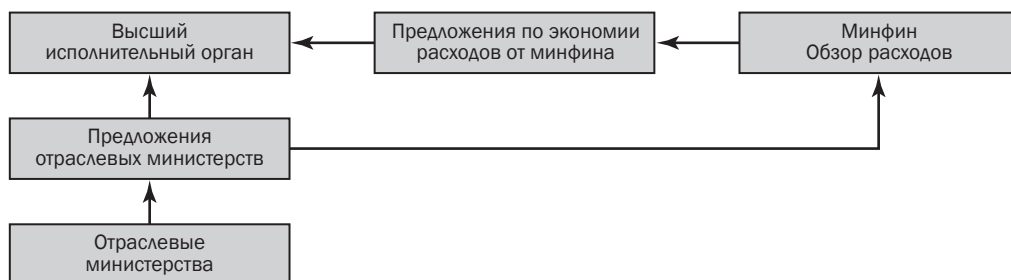 Высший
исполнительный орган
Предложения по экономии
расходов от минфина
Минфин
Обзор расходов
Предложения
отраслевых министерств
Отраслевые
министерства